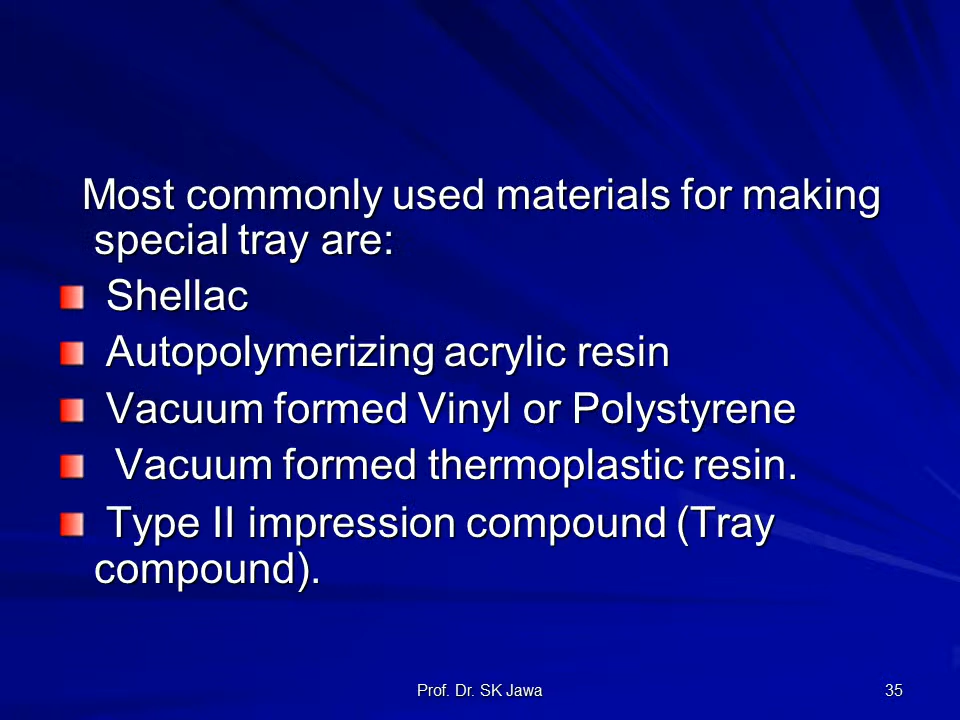 Most commonly used materials for making
special tray are:
Shellac
Autopolymerizing acrylic resin
Vacuum formed Vinyl or Polystyrene
Vacuum formed thermoplastic resin.
Type II impression compound (Tray
compound).
Prof. Dr. SK Jawa
35